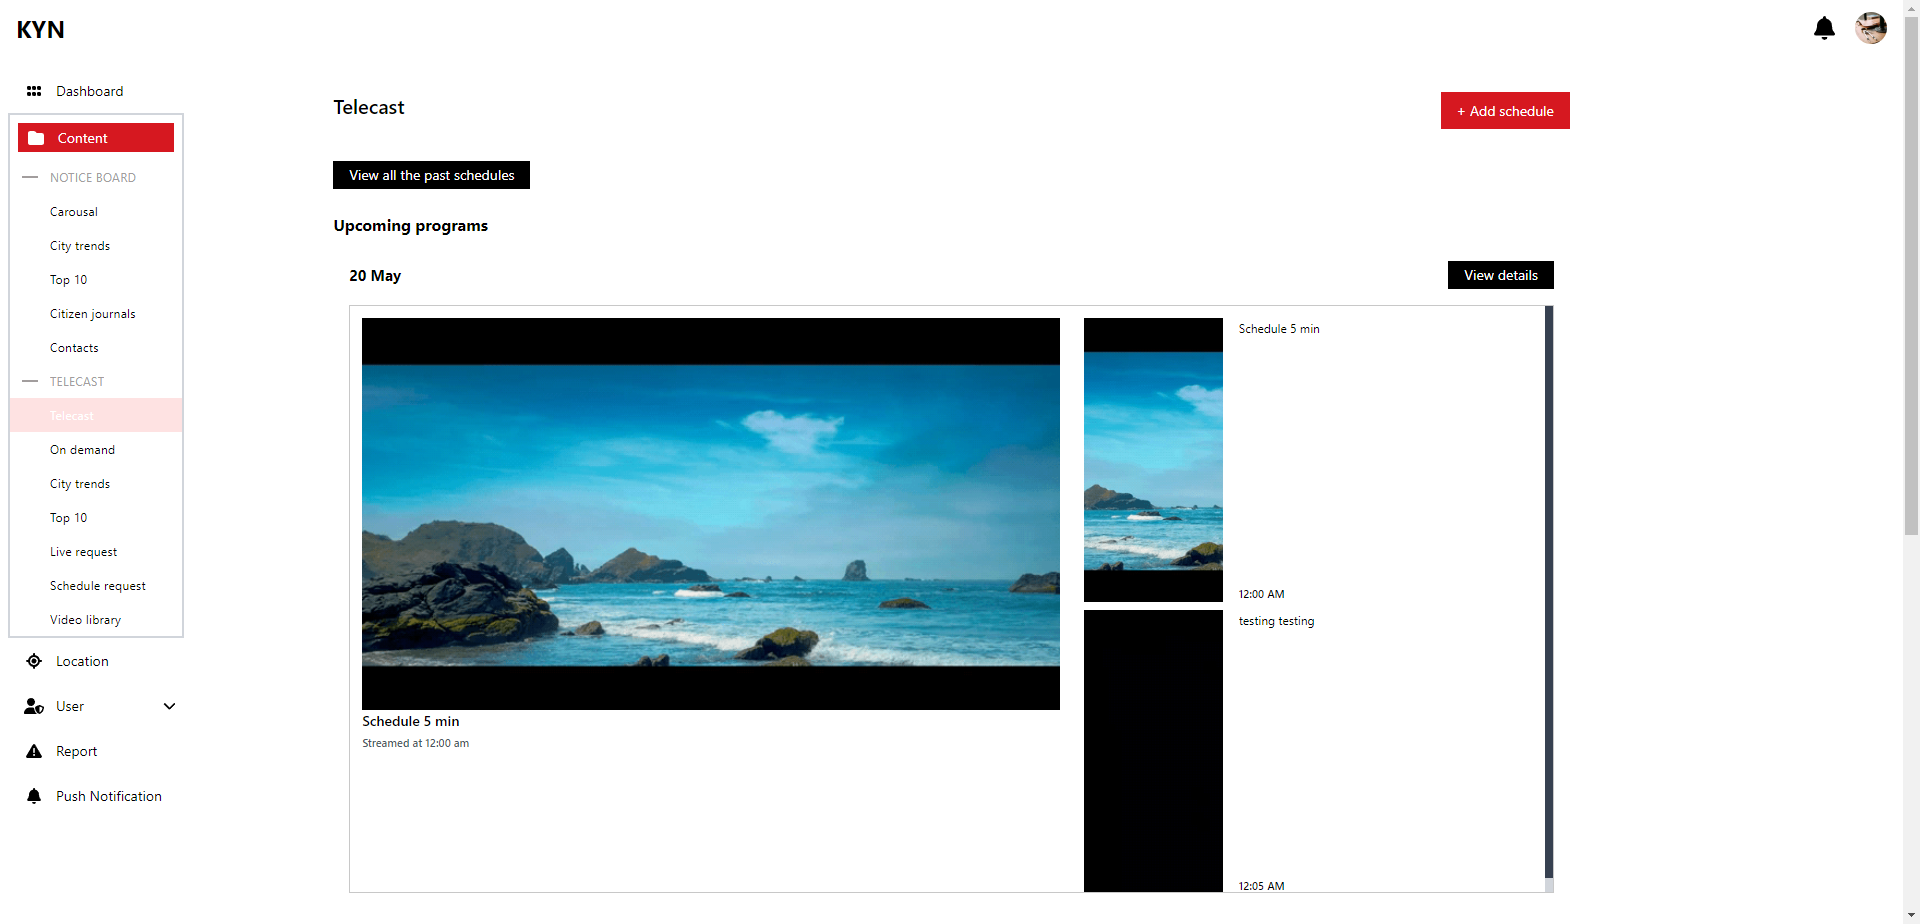 KYN
Dashboard
Content
NOTICE BOARD
Carousal
City trends
Top 10
Citizen journals
Contacts
TELECAST
Telecast
On demand
City trends
Top 10
Live request
Schedule request
Video library
Location
User
Report
Push Notification
Telecast
+ Add schedule
View all the past schedules
Upcoming programs
20 May
View details
Schedule 5 min
Streamed at 12:00 am
Schedule 5 min
12:00 AM
testing testing
12:05 AM